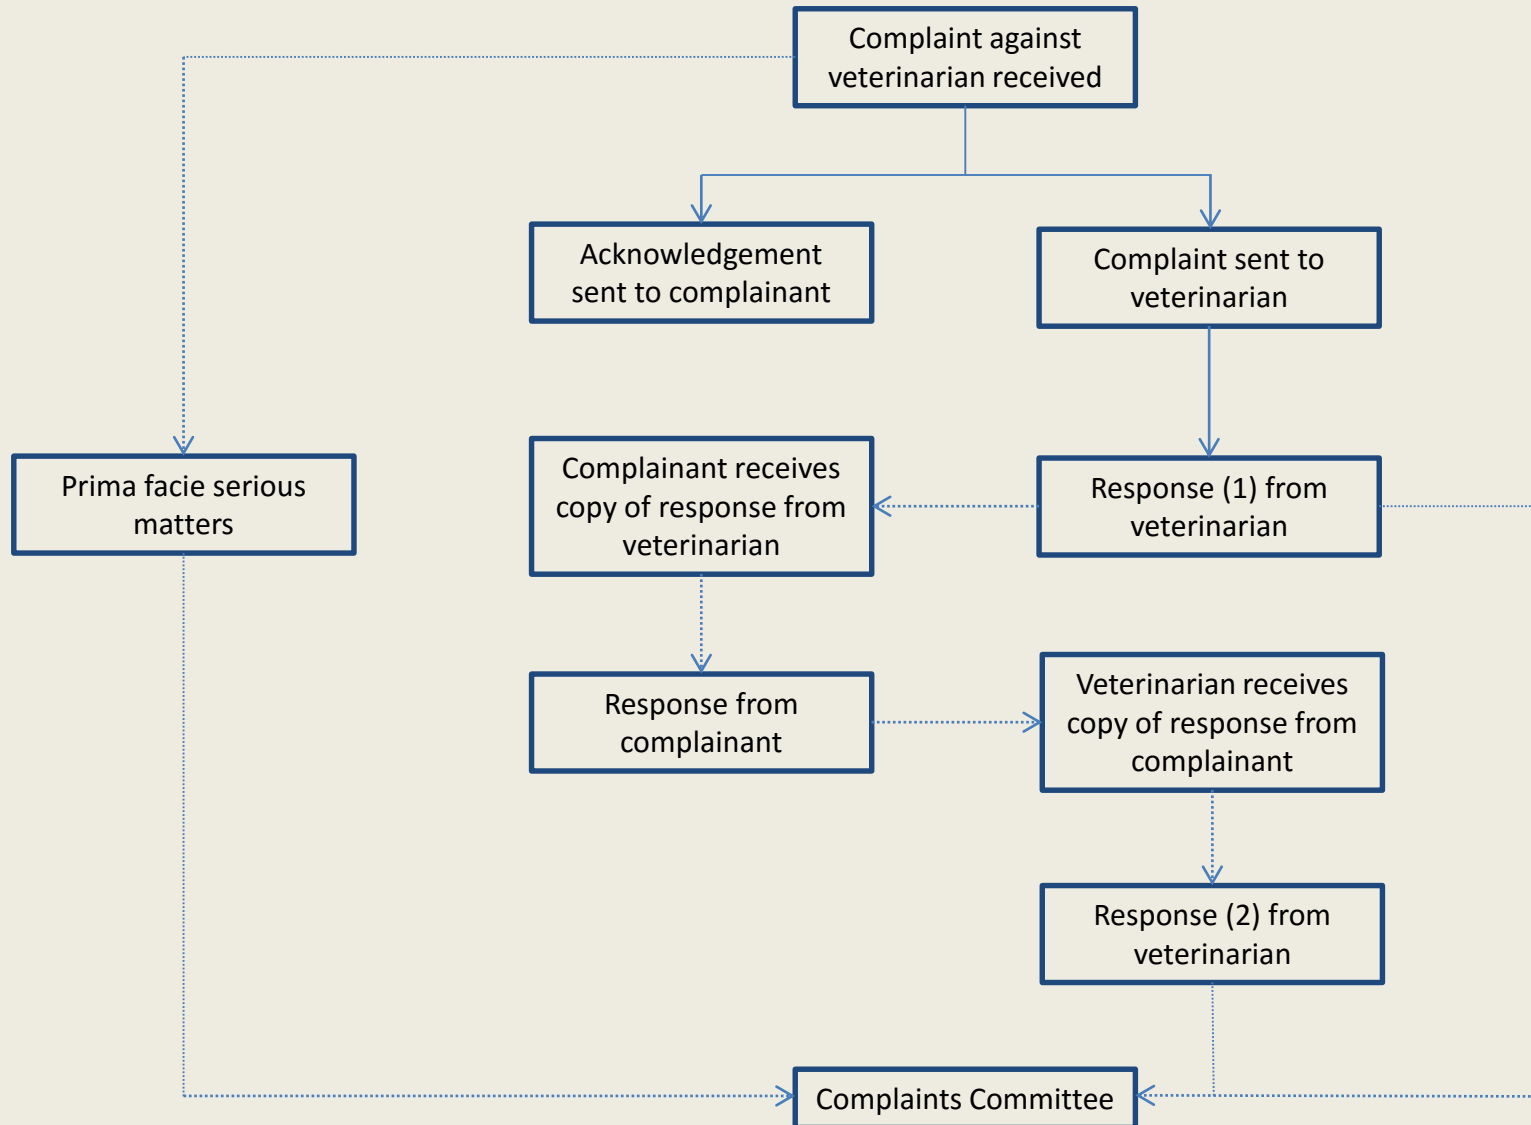 Complaint against
veterinarian received
Acknowledgement
sent to complainant
Complaint sent to
veterinarian
Prima facie serious
matters
Complainant receives
copy of response from
veterinarian
Response (1) from
veterinarian
Response from
complainant
Veterinarian receives
copy of response from
complainant
Response (2) from
veterinarian
Complaints Committee